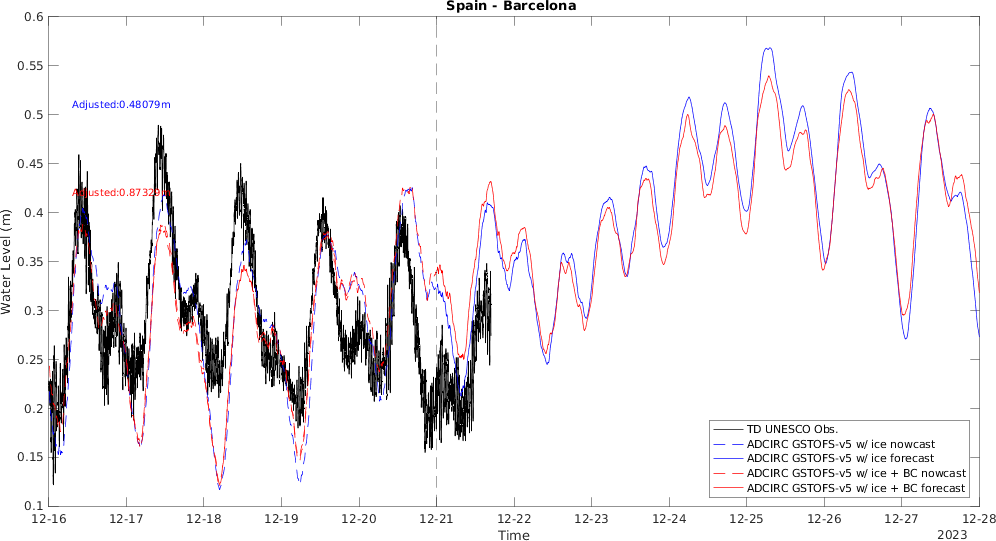 Spain - Barcelona
0.6
0.55
0.5
0.45
0.4
0.35
0.3
0.25
0.2
0.15
0.1
Water Level (m)
Adjusted:0.48079m
Adjusted:0.87329m
TD UNESCO Obs.
ADCIRC GSTOFS-v5 w/ ice nowcast
ADCIRC GSTOFS-v5 w/ ice forecast
ADCIRC GSTOFS-v5 w/ ice + BC nowcast
ADCIRC GSTOFS-v5 w/ ice + BC forecast
12-16 12-17 12-18 12-19 12-20 12-21 12-22 12-23 12-24 12-25 12-26 12-27 12-28
Time
2023